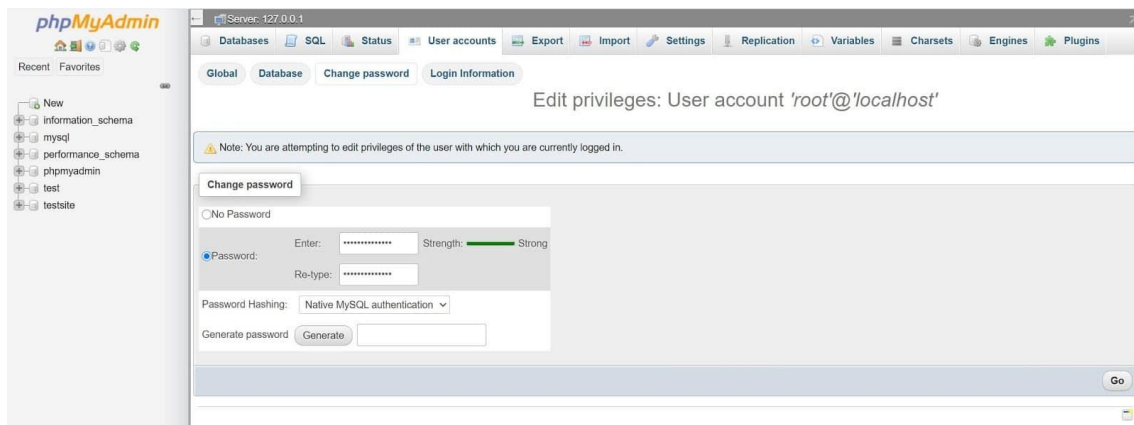 phpMyAdmin
Recent Favorites
New
information_schema
mysql
performance_schema
phpmyadmin
test
testsite
Server: 127.0.0.1
Databases SQL Status User accounts Export Import Settings Replication Variables Charsets Engines Plugins
Global Database Change password Login Information
Edit privileges: User account 'root'@'localhost'
Note: You are attempting to edit privileges of the user with which you are currently logged in.
Change password
No Password
Password:
Enter: •••••••••••••• Strength: Strong
Re-type: ••••••••••••••
Password Hashing: Native MySQL authentication
Generate password Generate
Go